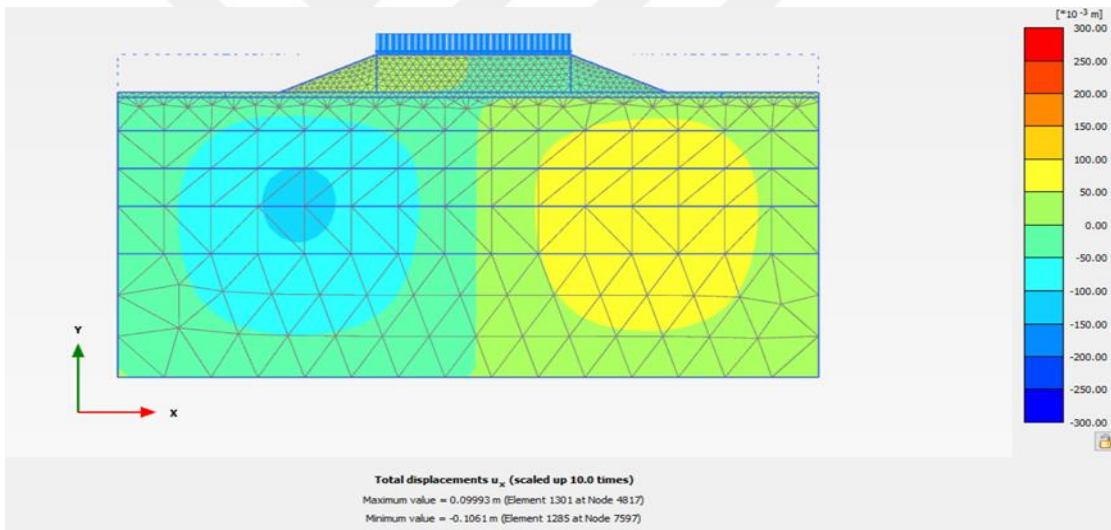 [*10 -3 m]
300.00
250.00
200.00
150.00
100.00
50.00
0.00
-50.00
-100.00
-150.00
-200.00
-250.00
-300.00
Y
X
Total displacements ux (scaled up 10.0 times)
Maximum value = 0.09993 m (Element 1301 at Node 4817)
Minimum value = -0.1061 m (Element 1285 at Node 7597)